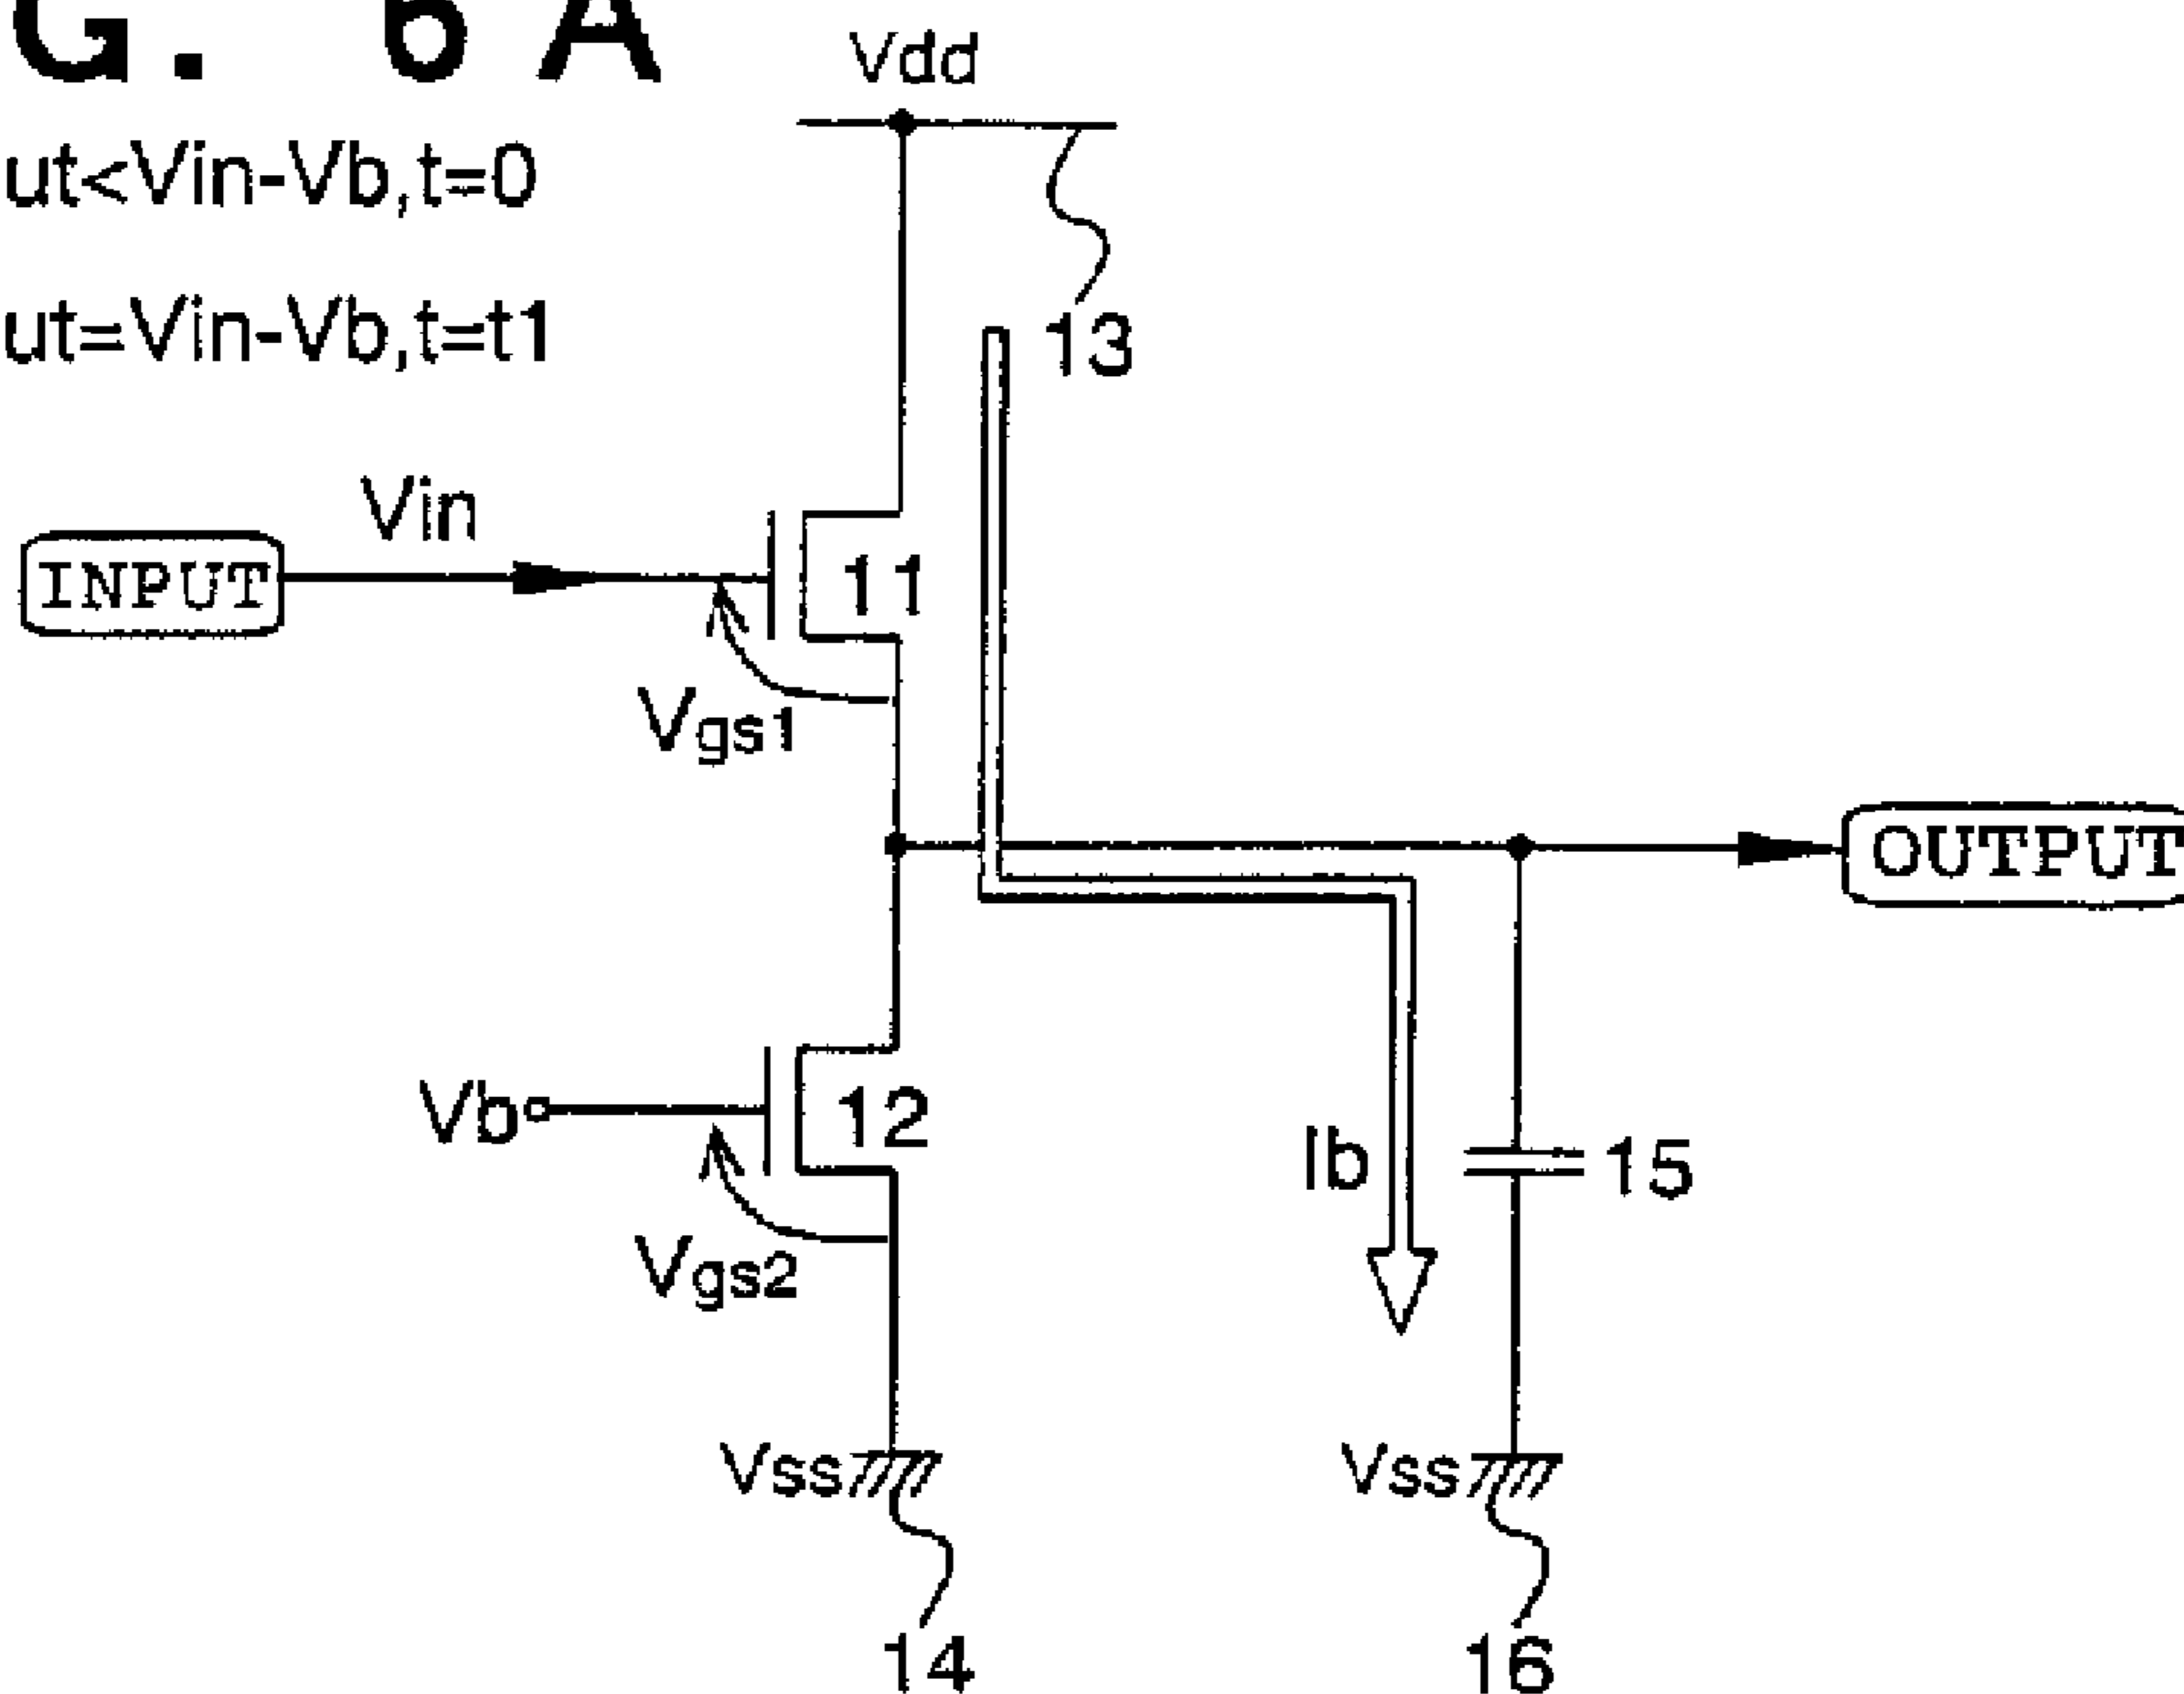 G. 6A
Vdd
ut<Vin-Vb,t=0
ut=Vin-Vb,t=t1
13
Vin
INPUT
11
Vgs1
OUTPUT
Vb
12
Ib
15
Vgs2
Vss
Vss
14
16